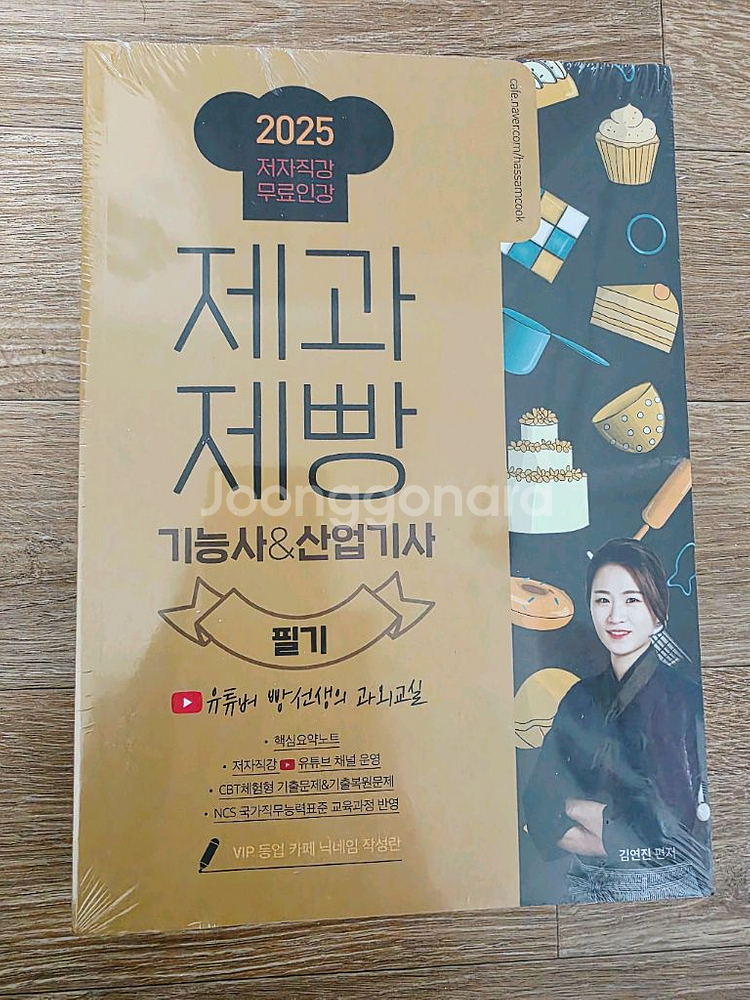 cafe.naver.com/hassamcook
2025
저자직강
무료인강
제과
제빵
Joonggonara
기능사&산업기사
필기
유튜버 빵선생의 과외교실
• 핵심요약노트
• 저자직강 유튜브 채널 운영
• CBT체험형 기출문제&기출복원문제
• NCS 국가직무능력표준 교육과정 반영
VIP 등업 카페 닉네임 작성란
김연진 편저